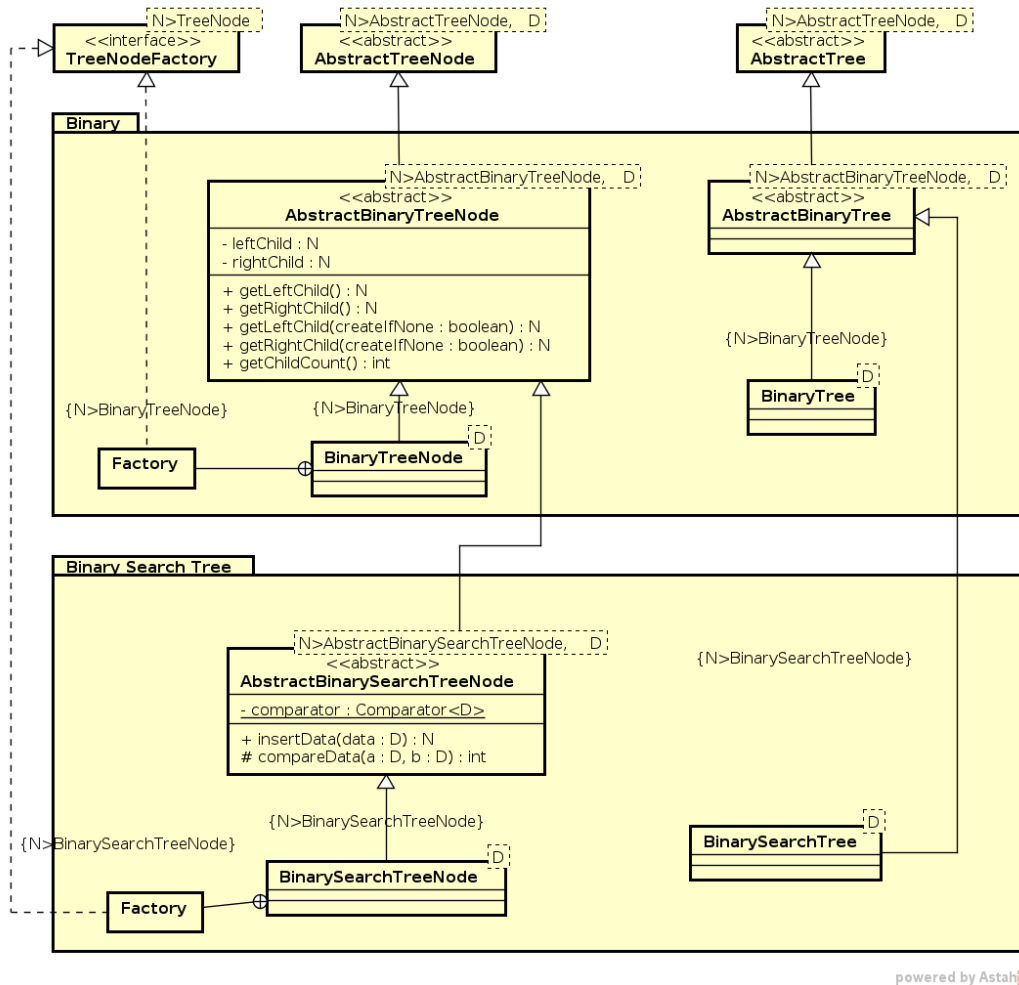 N>TreeNode
<<interface>>
TreeNodeFactory
N>AbstractTreeNode, D
<<abstract>>
AbstractTreeNode
N>AbstractTreeNode, D
<<abstract>>
AbstractTree
Binary
N>AbstractBinaryTreeNode, D
<<abstract>>
AbstractBinaryTreeNode
- leftChild : N
- rightChild : N
+ getLeftChild() : N
+ getRightChild() : N
+ getLeftChild(createIfNone : boolean) : N
+ getRightChild(createIfNone : boolean) : N
+ getChildCount() : int
N>AbstractBinaryTreeNode, D
<<abstract>>
AbstractBinaryTree
{N>BinaryTreeNode}
D
BinaryTree
{N>BinaryTreeNode}
{N>BinaryTreeNode}
D
Factory
BinaryTreeNode
Binary Search Tree
N>AbstractBinarySearchTreeNode, D
<<abstract>>
AbstractBinarySearchTreeNode
- comparator : Comparator<D>
+ insertData(data : D) : N
# compareData(a : D, b : D) : int
{N>BinarySearchTreeNode}
{N>BinarySearchTreeNode}
D
BinarySearchTree
{N>BinarySearchTreeNode}
D
BinarySearchTreeNode
Factory
powered by Astah